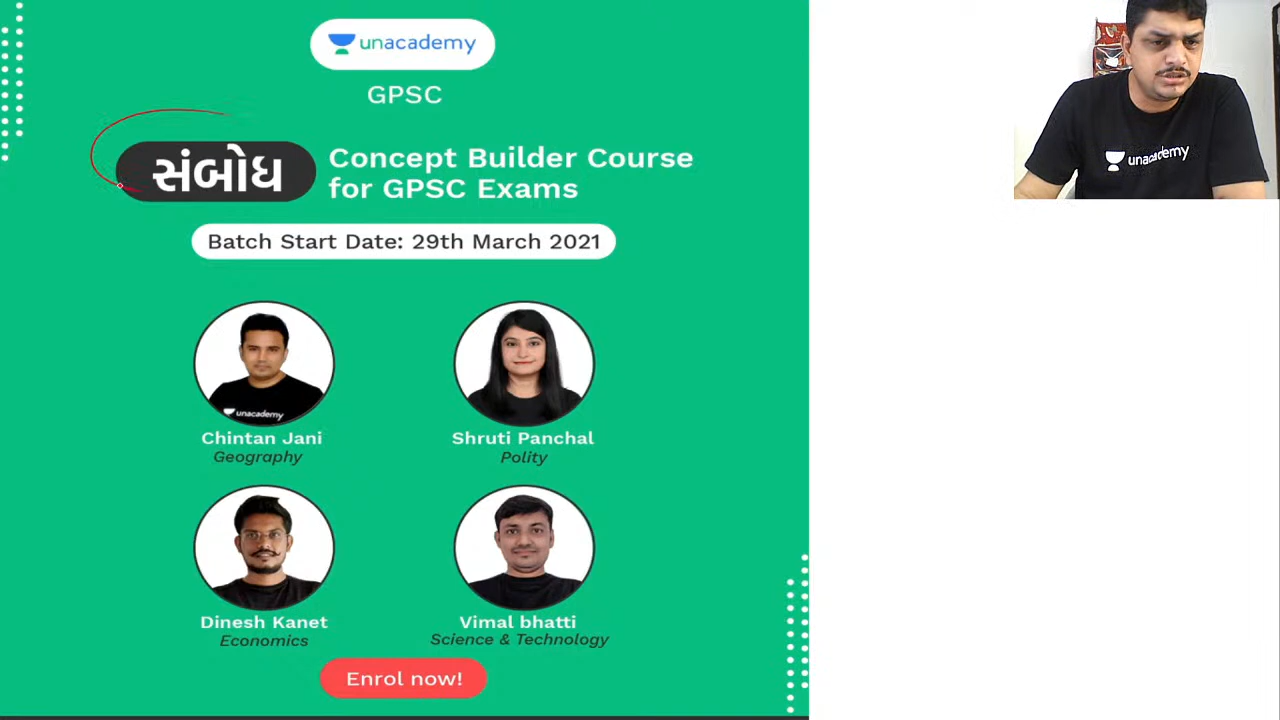 unacademy
GPSC
સંબોધ
Concept Builder Course
for GPSC Exams
Batch Start Date: 29th March 2021
unacademy
Chintan Jani
Geography
Shruti Panchal
Polity
Dinesh Kanet
Economics
Vimal bhatti
Science & Technology
Enrol now!
unacademy